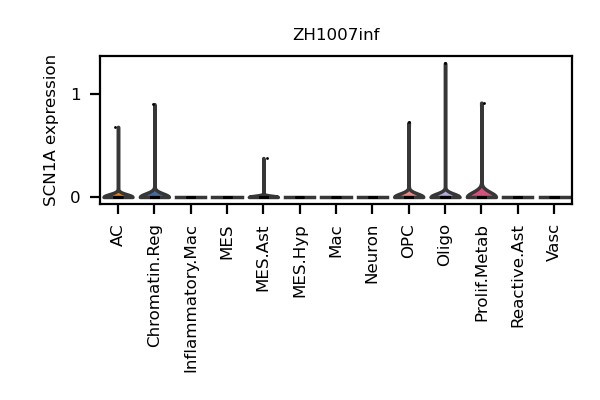 ZH1007inf
SCN1A expression
1
0
AC
Chromatin.Reg
Inflammatory.Mac
MES
MES.Ast
MES.Hyp
Mac
Neuron
OPC
Oligo
Prolif.Metab
Reactive.Ast
Vasc